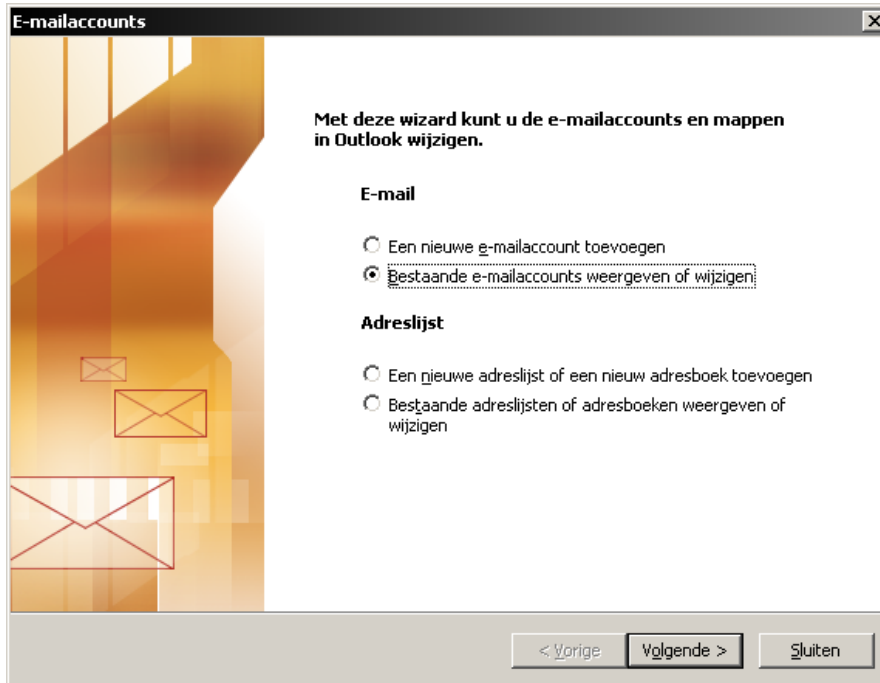 E-mailaccounts
Met deze wizard kunt u de e-mailaccounts en mappen
in Outlook wijzigen.
E-mail
Een nieuwe e-mailaccount toevoegen
Bestaande e-mailaccounts weergeven of wijzigen
Adreslijst
Een nieuwe adreslijst of een nieuw adresboek toevoegen
Bestaande adreslijsten of adresboeken weergeven of
wijzigen
< Vorige
Volgende >
Sluiten